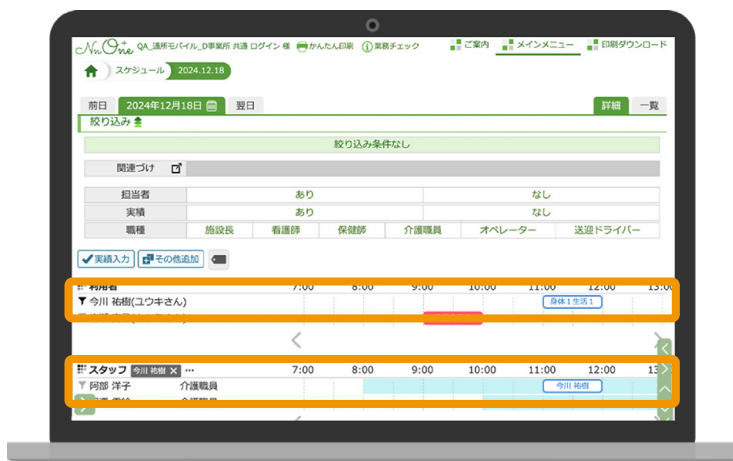 NnOne QA_通所モバイル_D事業所 共通 ログイン 様 かんたん印刷 業務チェック ご案内 メインメニュー 印刷ダウンロード
スケジュール 2024.12.18
前日 2024年12月18日 翌日 詳細 一覧
絞り込み
絞り込み条件なし
関連づけ
担当者 あり なし
実績 あり なし
職種 施設長 看護師 保健師 介護職員 オペレーター 送迎ドライバー
実績入力 その他追加
利用者 7:00 8:00 9:00 10:00 11:00 12:00 13:00
今川 祐樹(ユウキさん) 身体1生活1
スタッフ 今川 祐樹 × … 7:00 8:00 9:00 10:00 11:00 12:00
阿部 洋子 介護職員 今川 祐樹